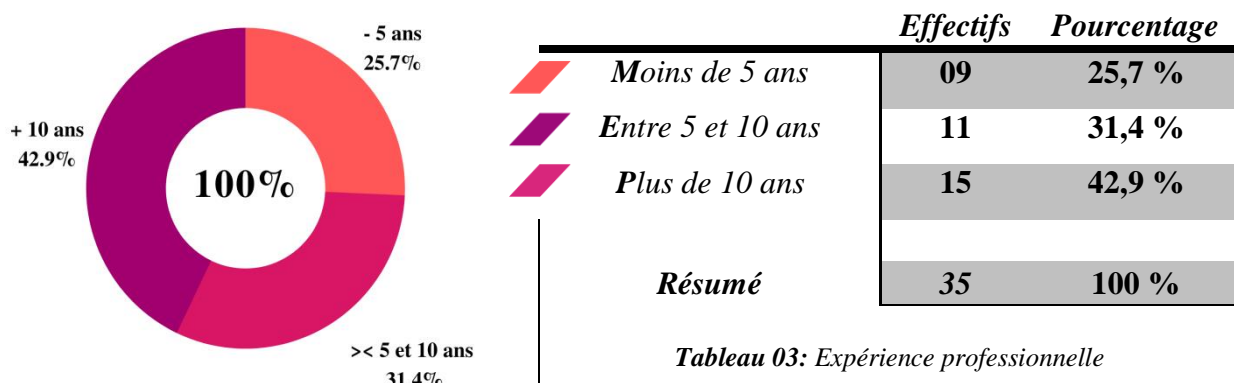 - 5 ans
25.7%
+ 10 ans
42.9%
100%
>< 5 et 10 ans
31.4%
Effectifs Pourcentage
Moins de 5 ans 09 25,7 %
Entre 5 et 10 ans 11 31,4 %
Plus de 10 ans 15 42,9 %
Résumé 35 100 %
Tableau 03: Expérience professionnelle